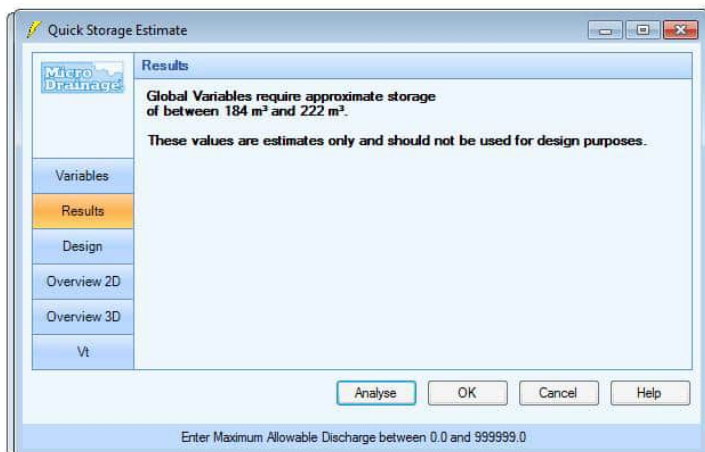 Quick Storage Estimate
Micro
Drainage
Results
Global Variables require approximate storage
of between 184 m³ and 222 m³.
These values are estimates only and should not be used for design purposes.
Variables
Results
Design
Overview 2D
Overview 3D
Vt
Analyse
OK
Cancel
Help
Enter Maximum Allowable Discharge between 0.0 and 999999.0